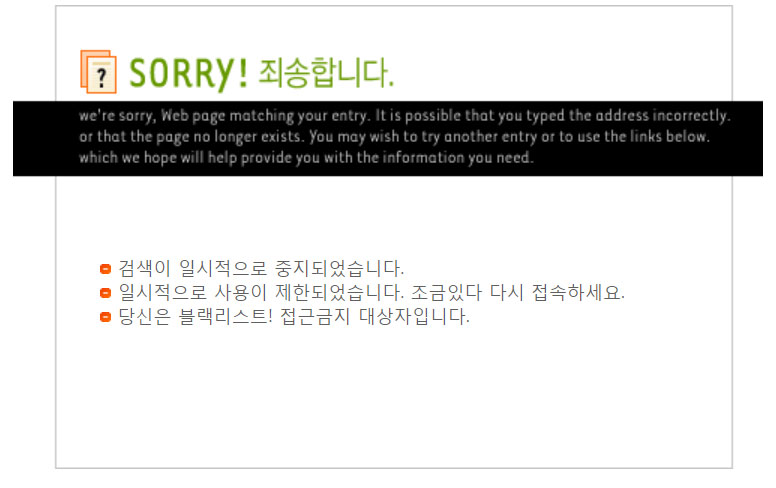 ?
SORRY! 죄송합니다.
we're sorry, Web page matching your entry. It is possible that you typed the address incorrectly.
or that the page no longer exists. You may wish to try another entry or to use the links below.
which we hope will help provide you with the information you need.
검색이 일시적으로 중지되었습니다.
일시적으로 사용이 제한되었습니다. 조금있다 다시 접속하세요.
당신은 블랙리스트! 접근금지 대상자입니다.